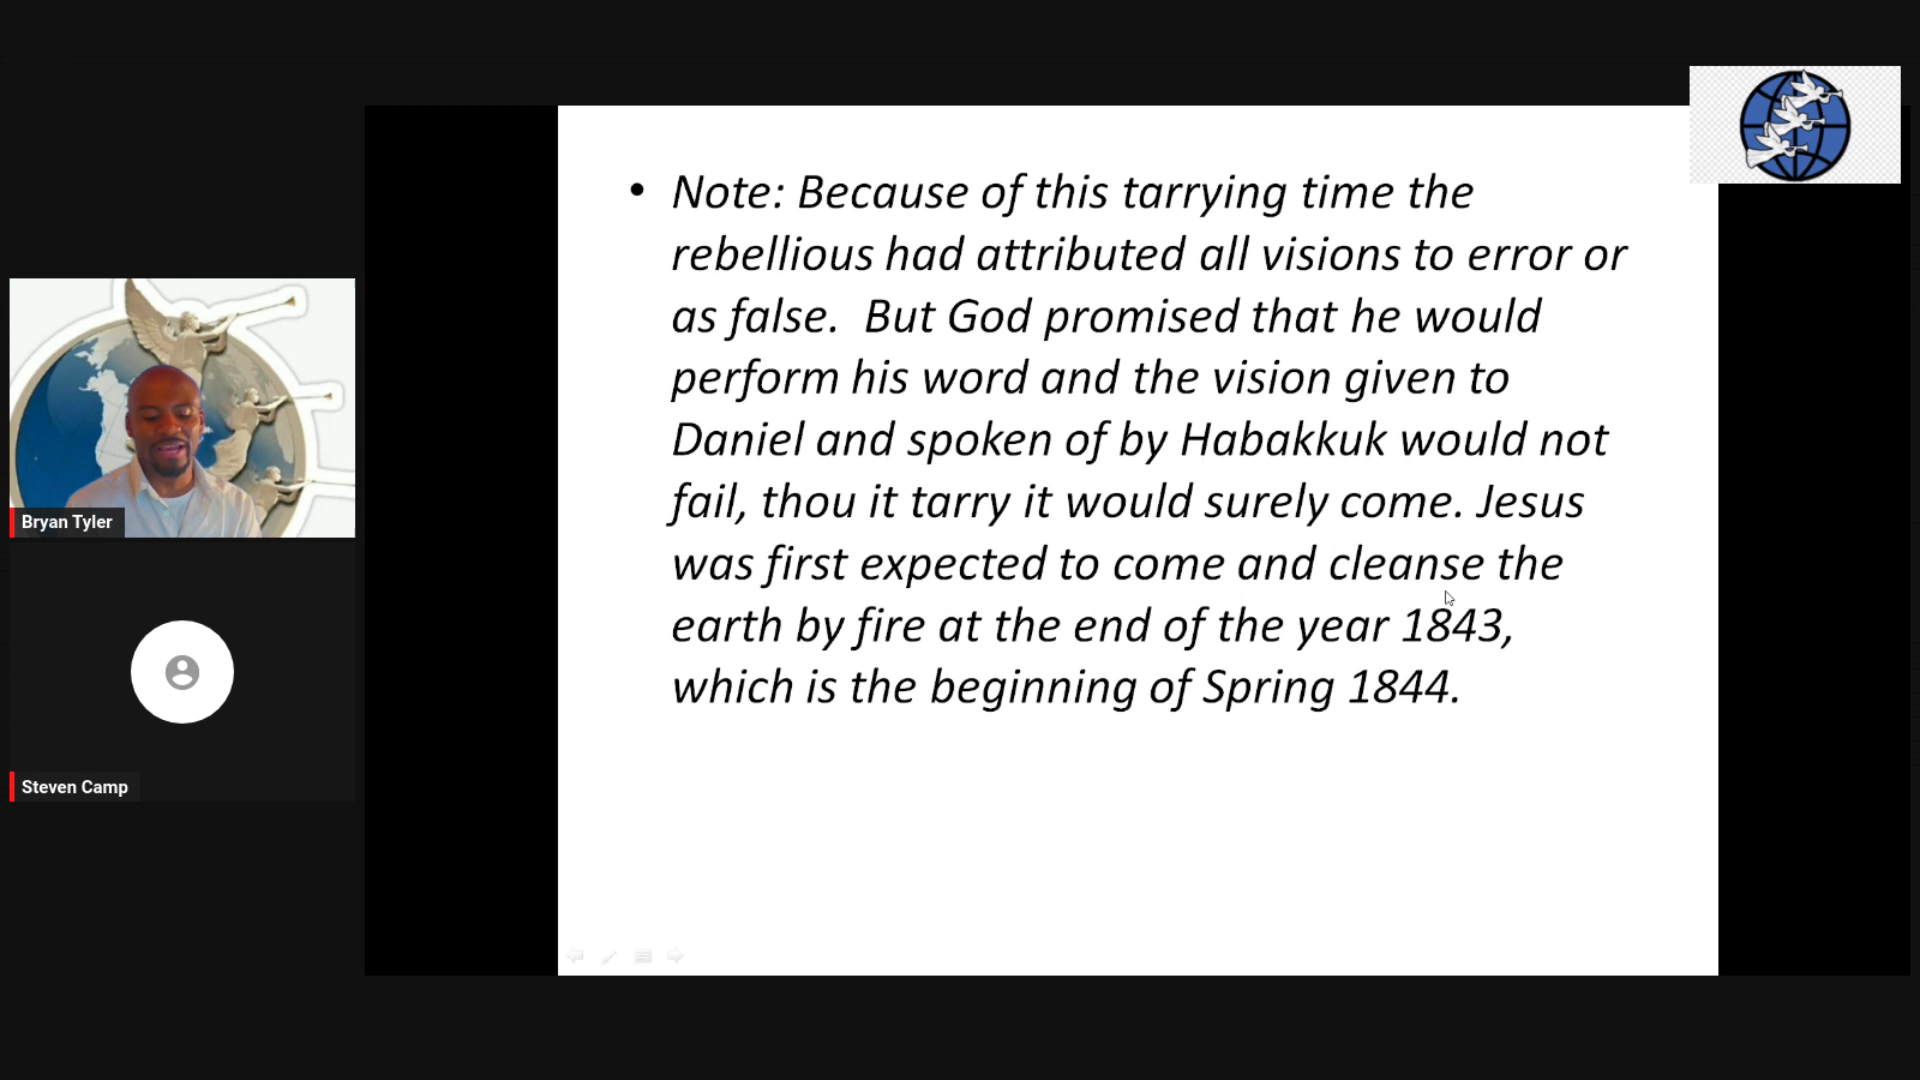 • Note: Because of this tarrying time the
rebellious had attributed all visions to error or
as false.  But God promised that he would
perform his word and the vision given to
Daniel and spoken of by Habakkuk would not
fail, thou it tarry it would surely come. Jesus
was first expected to come and cleanse the
earth by fire at the end of the year 1843,
which is the beginning of Spring 1844.
Bryan Tyler
Steven Camp